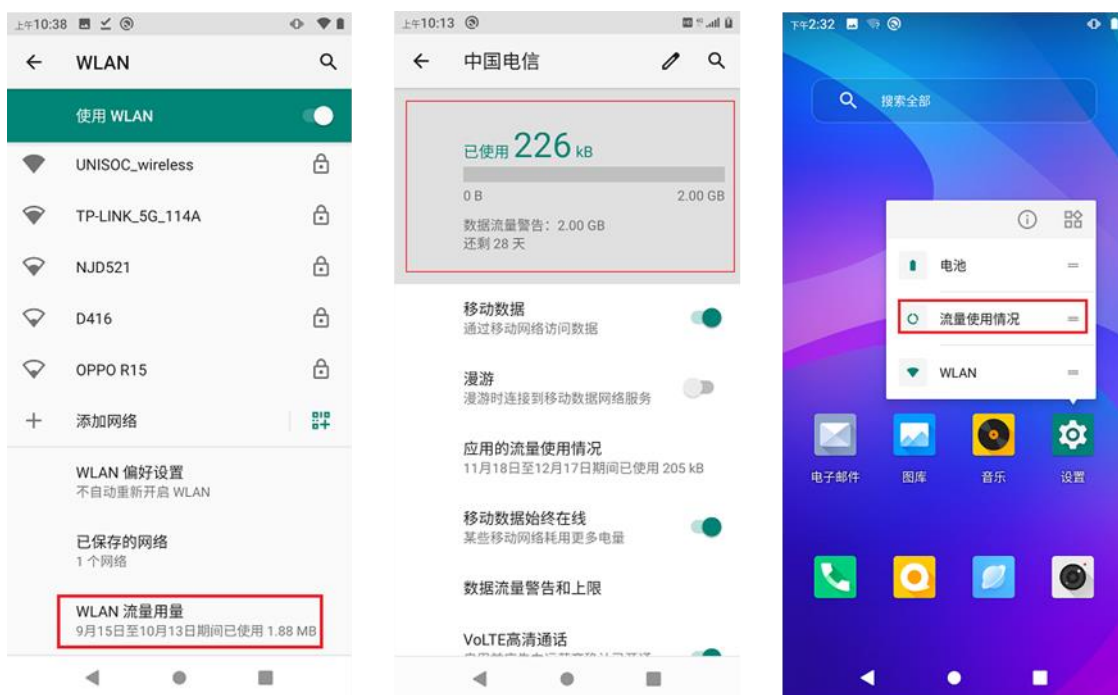 上午10:38
WLAN
使用 WLAN
UNISOC_wireless
TP-LINK_5G_114A
NJD521
D416
OPPO R15
添加网络
WLAN 偏好设置
不自动重新开启 WLAN
已保存的网络
1 个网络
WLAN 流量用量
9月15日至10月13日期间已使用 1.88 MB
上午10:13
中国电信
已使用 226 kB
0 B 2.00 GB
数据流量警告：2.00 GB
还剩 28 天
移动数据
通过移动网络访问数据
漫游
漫游时连接到移动数据网络服务
应用的流量使用情况
11月18日至12月17日期间已使用 205 kB
移动数据始终在线
某些移动网络耗用更多电量
数据流量警告和上限
VoLTE高清通话
下午2:32
搜索全部
电池
流量使用情况
WLAN
电子邮件 图库 音乐 设置